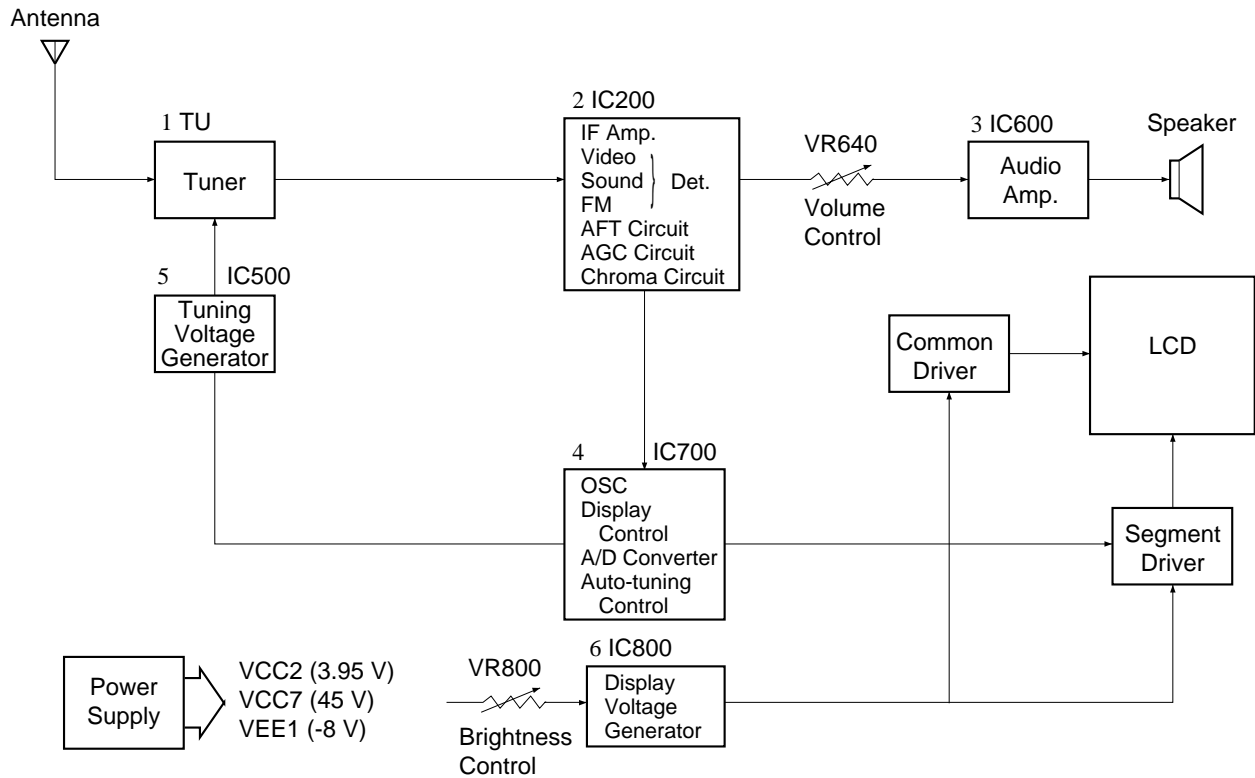 Antenna
1 TU
Tuner
2 IC200
IF Amp.
Video
Sound
FM
Det.
AFT Circuit
AGC Circuit
Chroma Circuit
VR640
Volume
Control
3 IC600
Audio
Amp.
Speaker
5 IC500
Tuning
Voltage
Generator
Common
Driver
LCD
4 IC700
OSC
Display
Control
A/D Converter
Auto-tuning
Control
Segment
Driver
Power
Supply
VCC2 (3.95 V)
VCC7 (45 V)
VEE1 (-8 V)
VR800
Brightness
Control
6 IC800
Display
Voltage
Generator